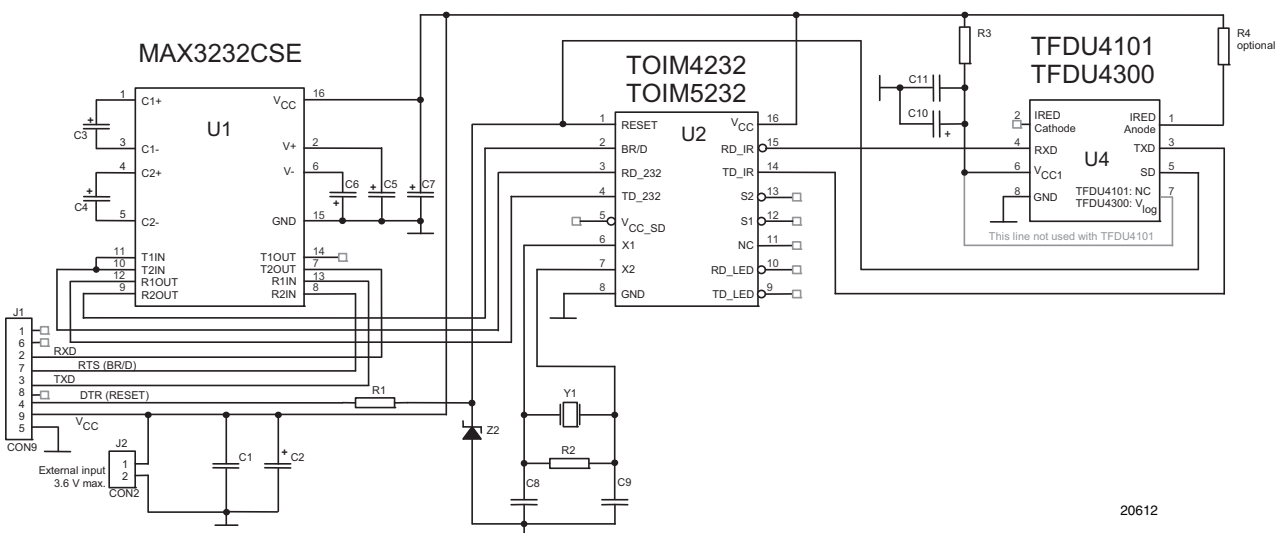 MAX3232CSE
TOIM4232
TOIM5232
TFDU4101
TFDU4300
R3
R4
optional
C11
C10
+
U1
1 C1+
3 C1-
4 C2+
5 C2-
11 T1IN
10 T2IN
12 R1OUT
9 R2OUT
VCC 16
V+ 2
V- 6
GND 15
T1OUT 14
T2OUT 7
R1IN 13
R2IN 8
+
C3
+
C4
+
C6
+
C5
+
C7
U2
1 RESET
2 BR/D
3 RD_232
4 TD_232
5 VCC_SD
6 X1
7 X2
8 GND
VCC 16
RD_IR 15
TD_IR 14
S2 13
S1 12
NC 11
RD_LED 10
TD_LED 9
U4
2 IRED
Cathode
4 RXD
6 VCC1
8 GND
IRED 1
Anode
TXD 3
SD 5
TFDU4101: NC
TFDU4300: Vlog 7
This line not used with TFDU4101
J1
1
6
2 RXD
7 RTS (BR/D)
3 TXD
8
4 DTR (RESET)
9 VCC
5
CON9
R1
Z2
Y1
R2
C8
C9
J2
External input
3.6 V max.
1
2
CON2
C1
+
C2
20612